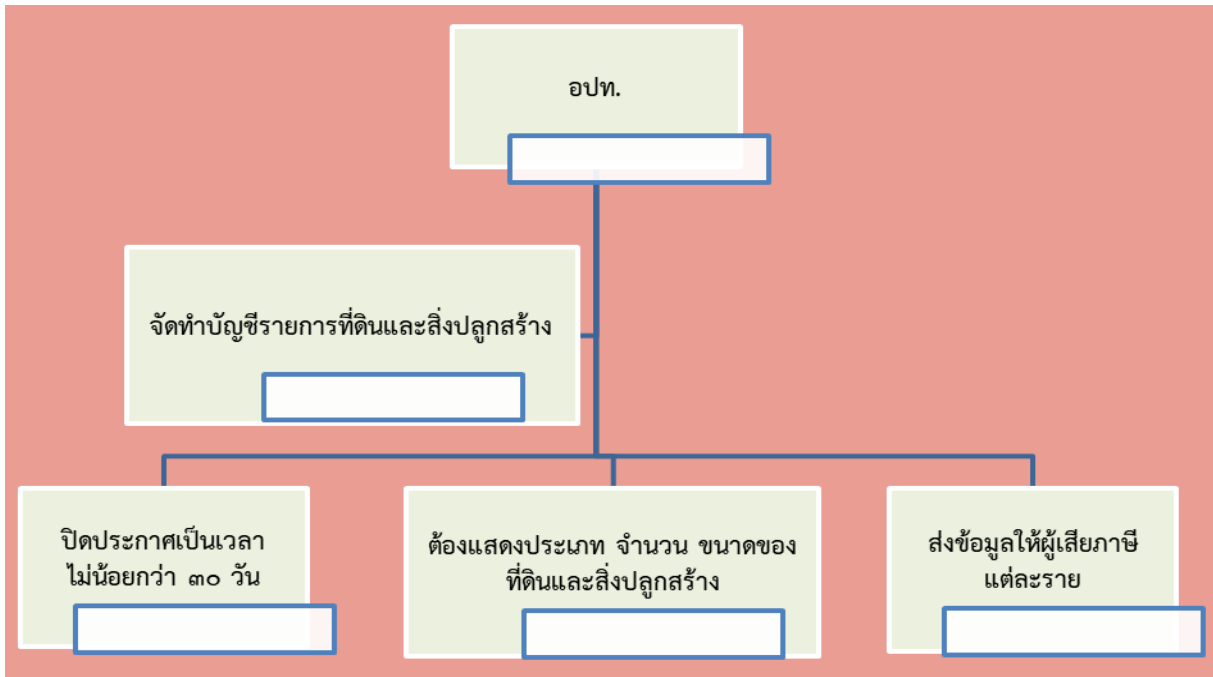 อปท.
จัดทำบัญชีรายการที่ดินและสิ่งปลูกสร้าง
ปิดประกาศเป็นเวลา
ไม่น้อยกว่า ๓๐ วัน
ต้องแสดงประเภท จำนวน ขนาดของ
ที่ดินและสิ่งปลูกสร้าง
ส่งข้อมูลให้ผู้เสียภาษี
แต่ละราย